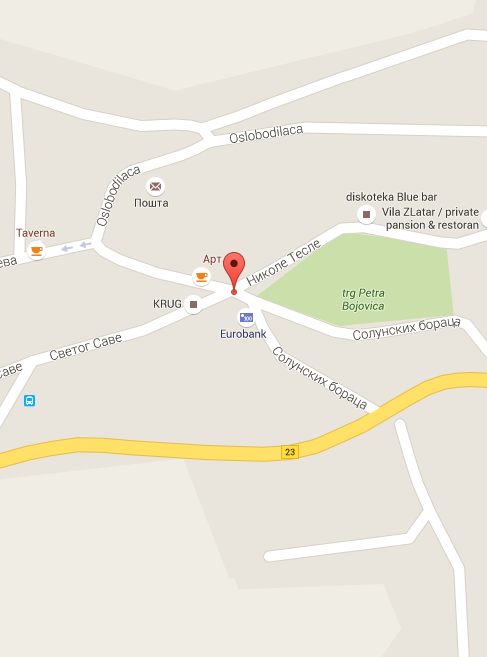 Oslobodilaca
Oslobodilaca
Пошта
diskoteka Blue bar
Vila ZLatar / private
pansion & restoran
Taverna
ева
Арт
Николе Тесле
KRUG
trg Petra
Bojovica
Eurobank
Солунских бораца
Светог Саве
Саве
Солунских бораца
23